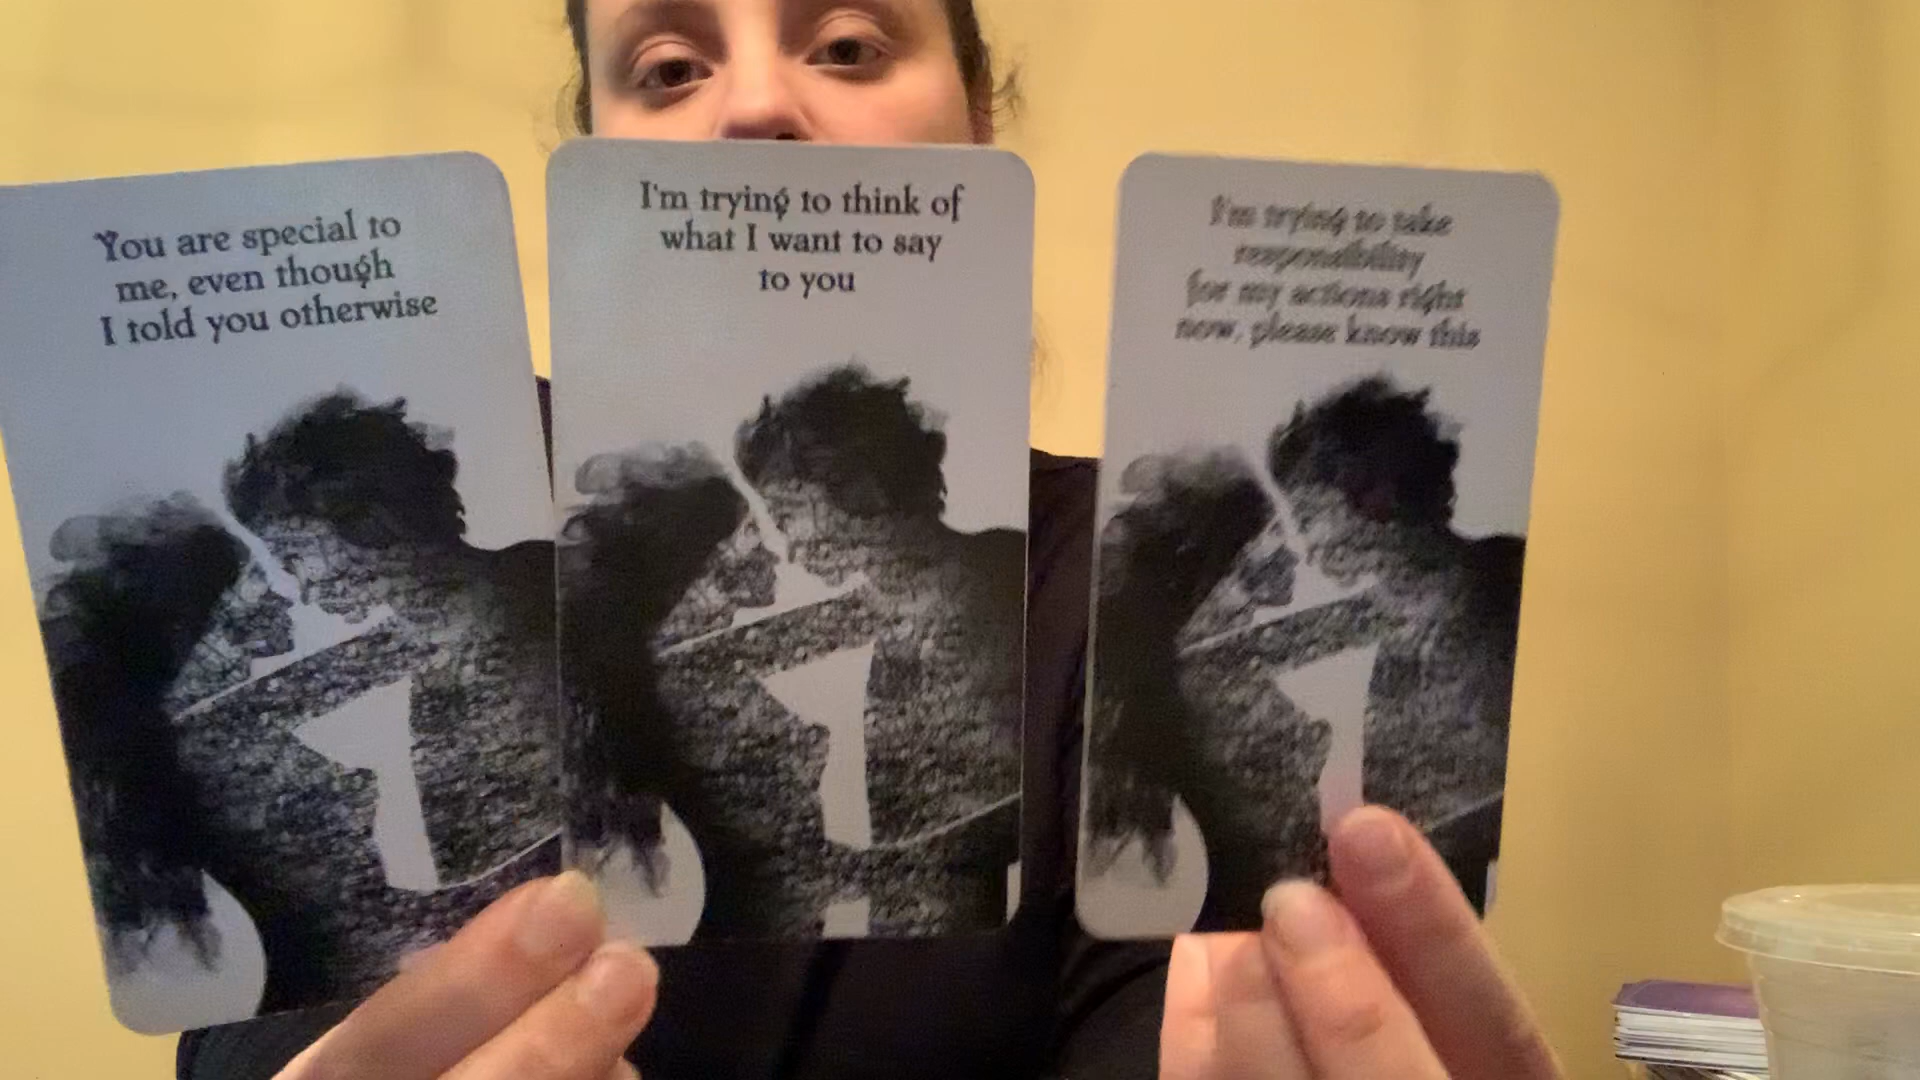 You are special to
me, even though
I told you otherwise
I'm trying to think of
what I want to say
to you
I'm trying to take
responsibility
for my actions right
now, please know this